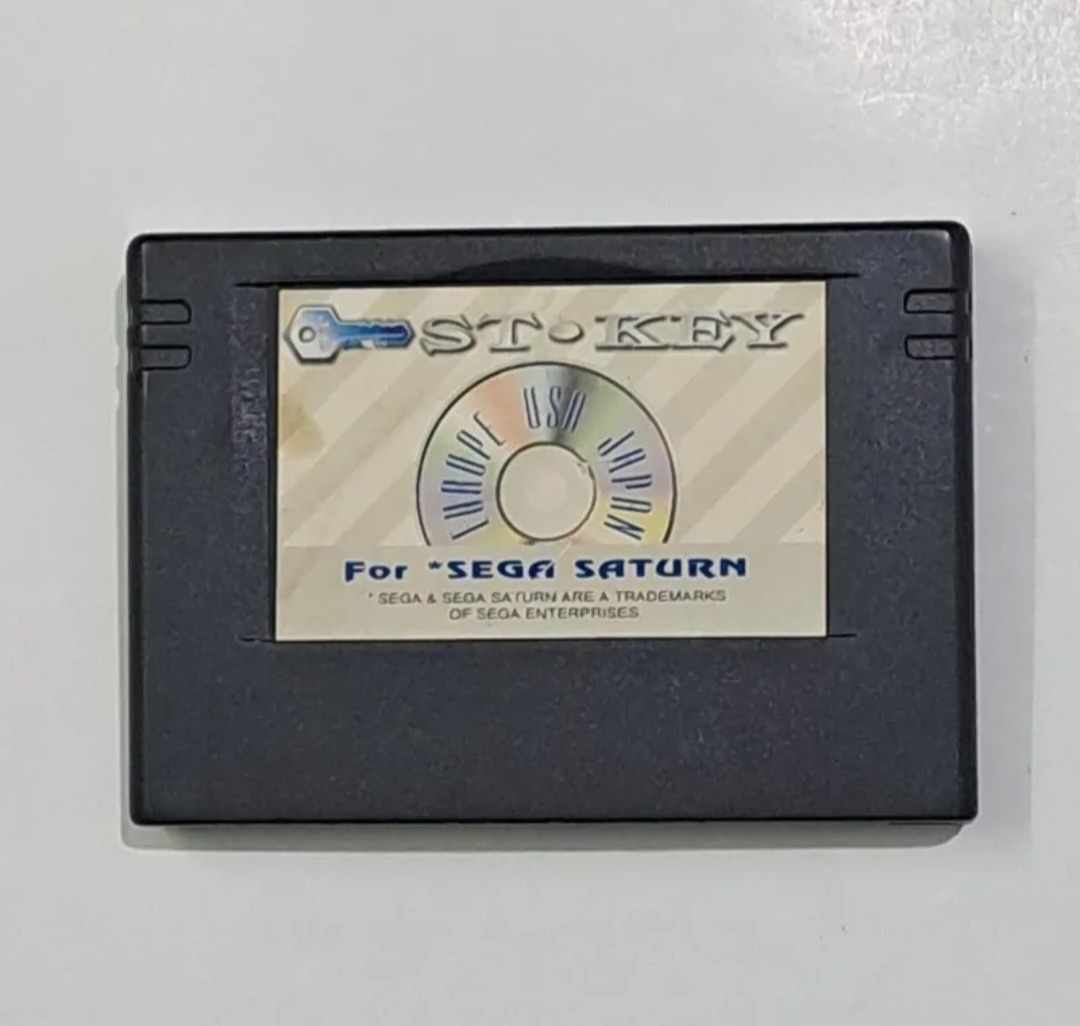 ST·KEY
EUROPE USA JAPAN
For *SEGA SATURN
* SEGA & SEGA SATURN ARE A TRADEMARKS
OF SEGA ENTERPRISES